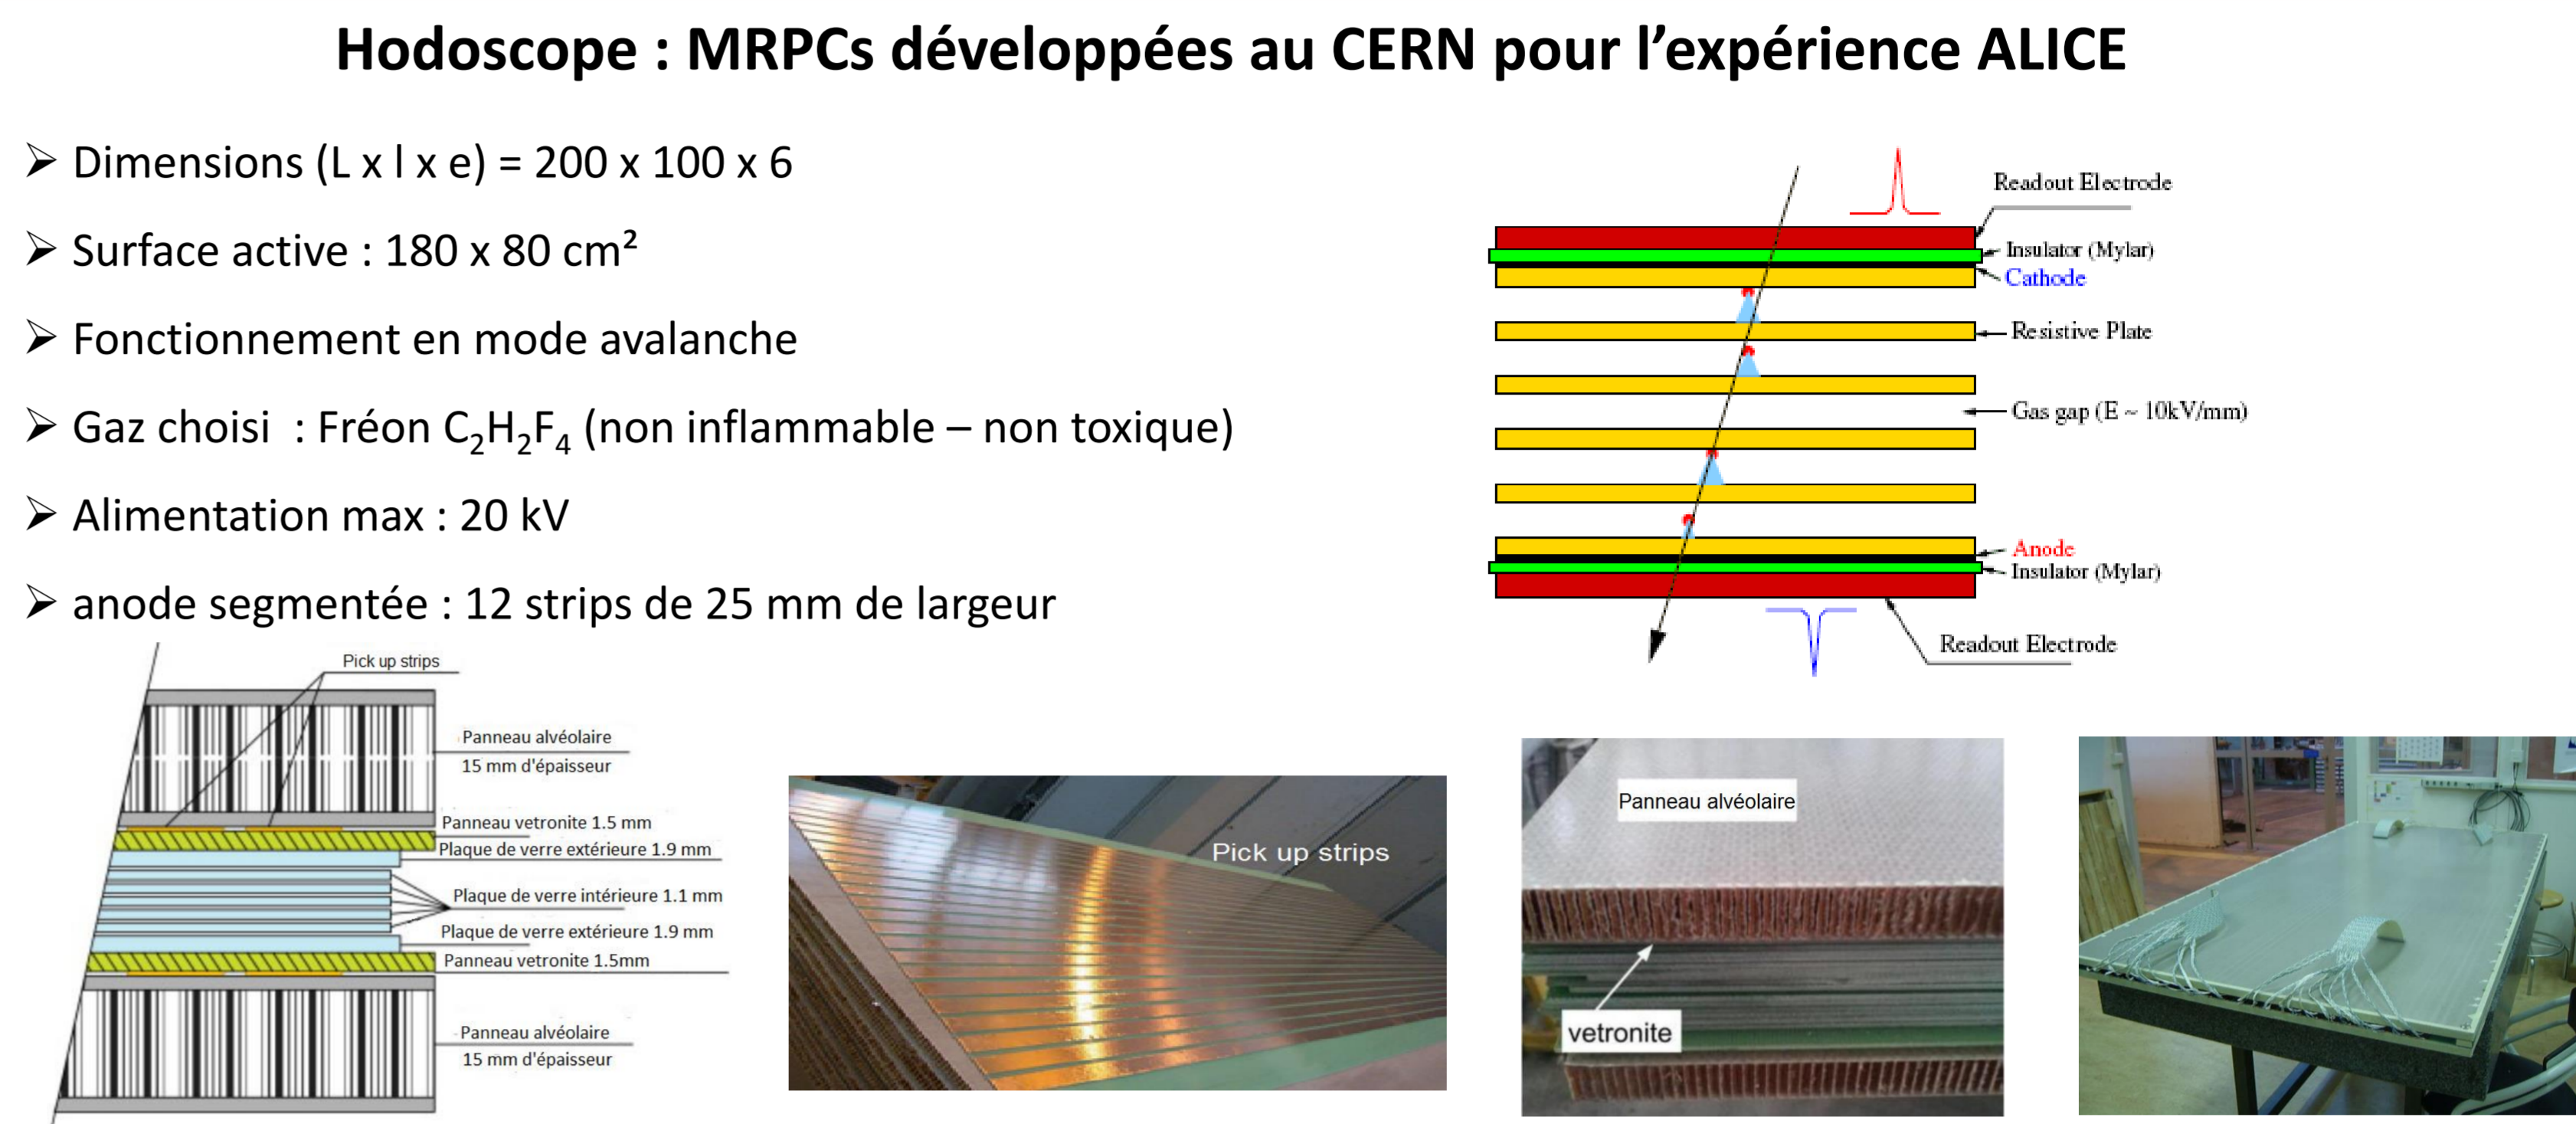 Hodoscope : MRPCs développées au CERN pour l’expérience ALICE
➢ Dimensions (L x l x e) = 200 x 100 x 6
➢ Surface active : 180 x 80 cm²
➢ Fonctionnement en mode avalanche
➢ Gaz choisi : Fréon C₂H₂F₄ (non inflammable – non toxique)
➢ Alimentation max : 20 kV
➢ anode segmentée : 12 strips de 25 mm de largeur
Readout Electrode
Insulator (Mylar)
Cathode
Resistive Plate
Gas gap (E ~ 10kV/mm)
Anode
Insulator (Mylar)
Readout Electrode
Pick up strips
Panneau alvéolaire
15 mm d'épaisseur
Panneau vetronite 1.5 mm
Plaque de verre extérieure 1.9 mm
Plaque de verre intérieure 1.1 mm
Plaque de verre extérieure 1.9 mm
Panneau vetronite 1.5mm
Panneau alvéolaire
15 mm d'épaisseur
Pick up strips
Panneau alvéolaire
vetronite